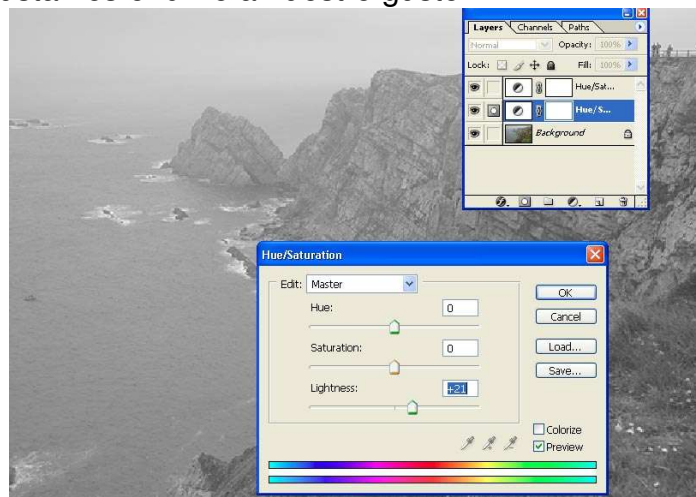 gusto
Layers Channels Paths
Normal Opacity: 100%
Lock: Fill: 100%
Hue/Sat...
Hue/S...
Background
Hue/Saturation
Edit: Master
OK
Hue: 0
Cancel
Saturation: 0
Load...
Save...
Lightness: +21
Colorize
Preview